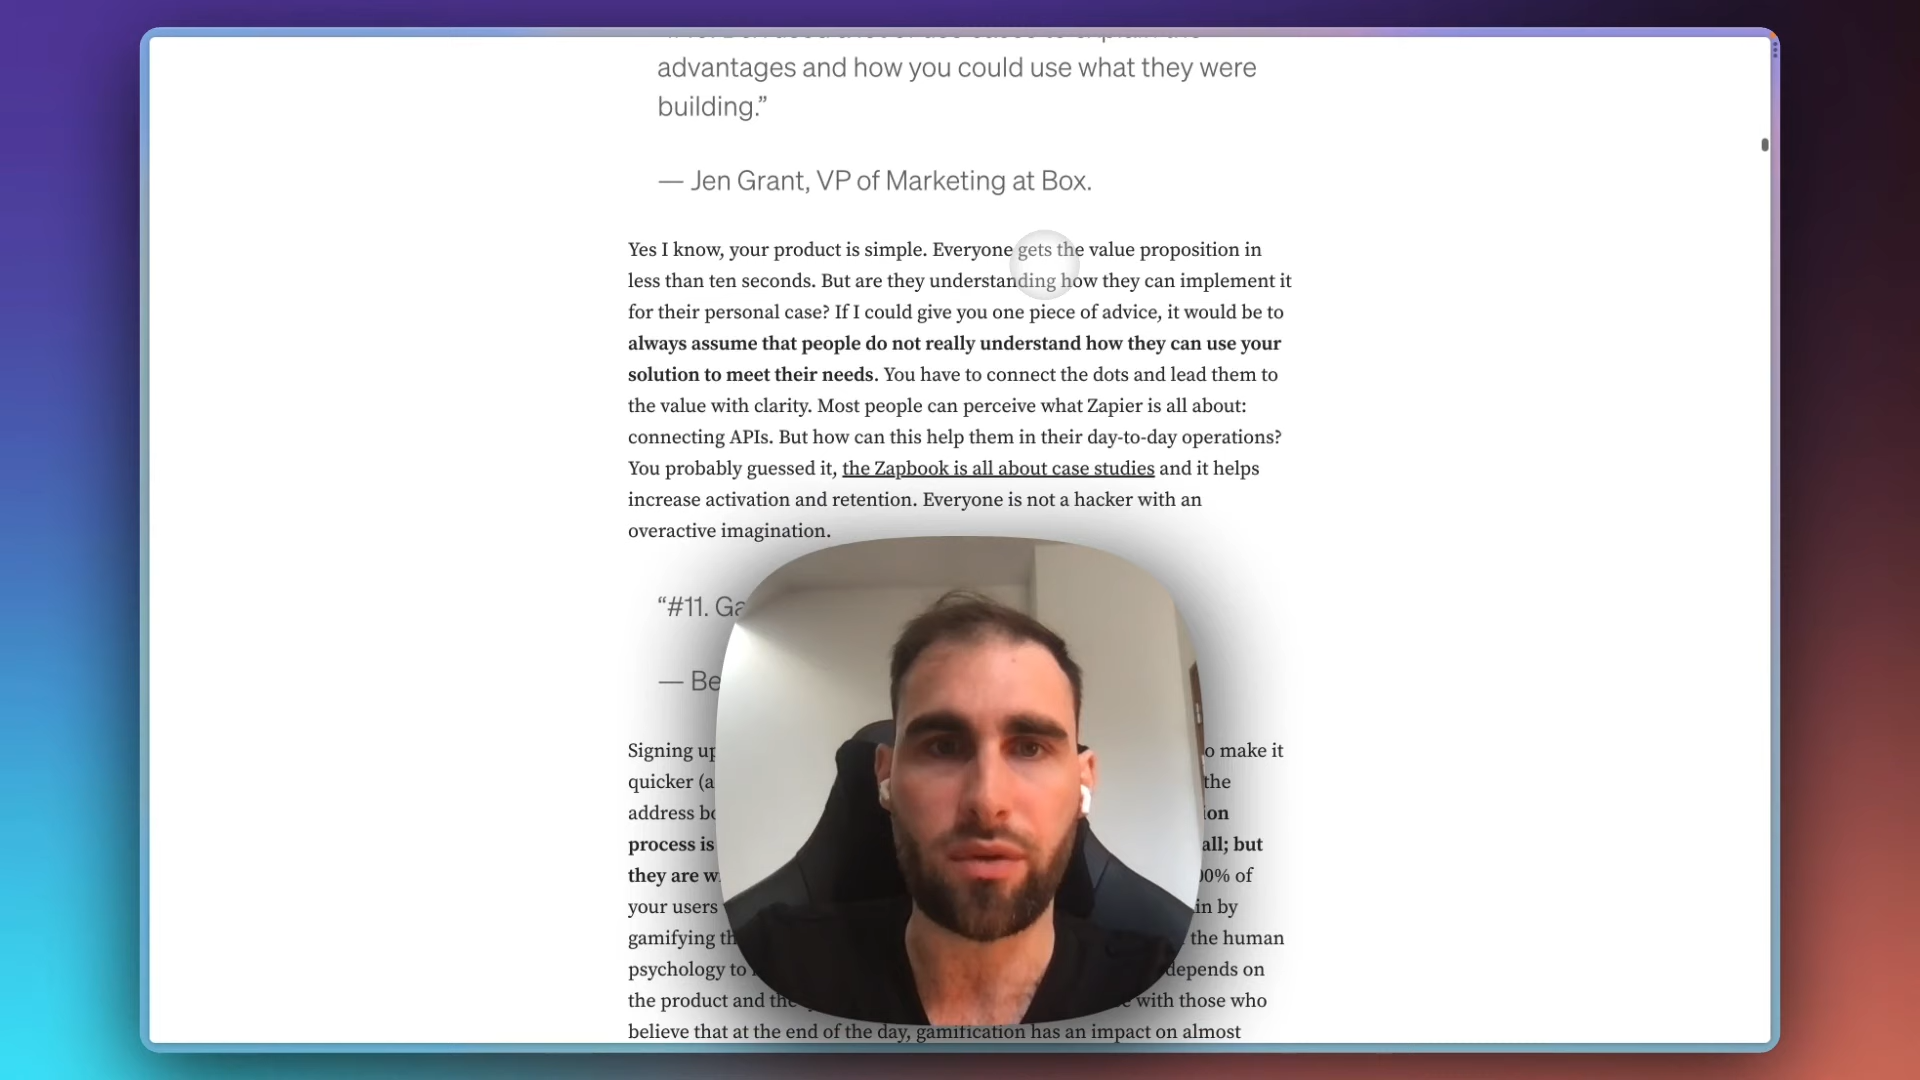 advantages and how you could use what they were
building.”
— Jen Grant, VP of Marketing at Box.
Yes I know, your product is simple. Everyone gets the value proposition in
less than ten seconds. But are they understanding how they can implement it
for their personal case? If I could give you one piece of advice, it would be to
always assume that people do not really understand how they can use your
solution to meet their needs. You have to connect the dots and lead them to
the value with clarity. Most people can perceive what Zapier is all about:
connecting APIs. But how can this help them in their day-to-day operations?
You probably guessed it, the Zapbook is all about case studies and it helps
increase activation and retention. Everyone is not a hacker with an
overactive imagination.
“#11.
—
Signing up
make it
quicker
the
address
process is
all; but
they are
of
your users
by
gamifying
the human
psychology to
depends on
the product and
with those who
believe that at the end of the day, gamification has an impact on almost